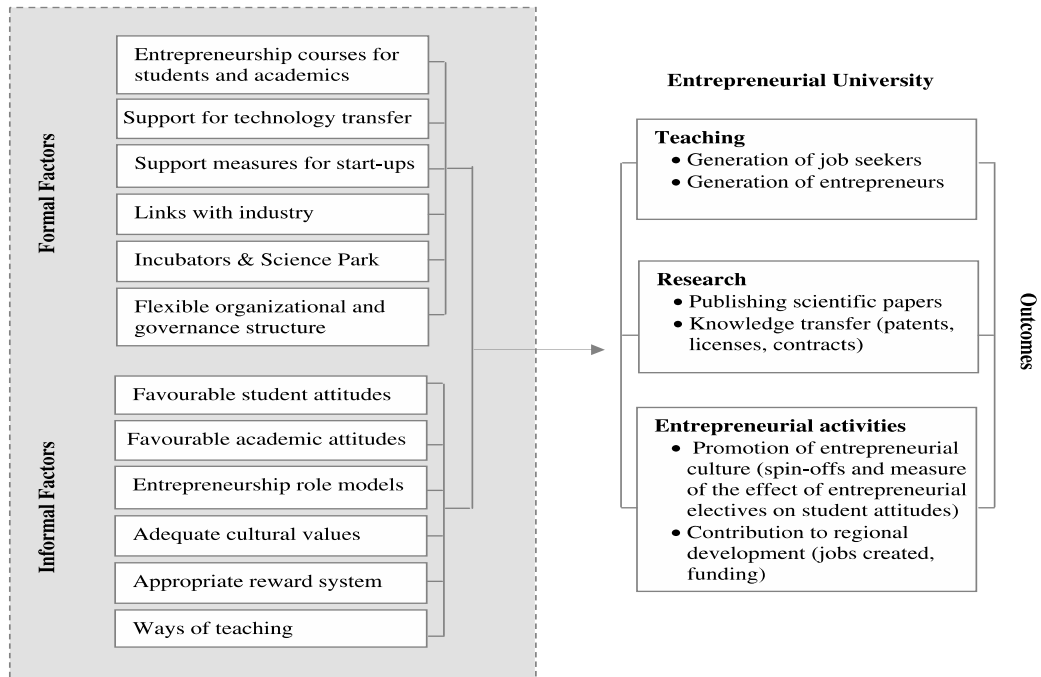 Formal Factors
Entrepreneurship courses for
students and academics
Support for technology transfer
Support measures for start-ups
Links with industry
Incubators & Science Park
Flexible organizational and
governance structure
Informal Factors
Favourable student attitudes
Favourable academic attitudes
Entrepreneurship role models
Adequate cultural values
Appropriate reward system
Ways of teaching
Entrepreneurial University
Teaching
• Generation of job seekers
• Generation of entrepreneurs
Research
• Publishing scientific papers
• Knowledge transfer (patents,
licenses, contracts)
Entrepreneurial activities
• Promotion of entrepreneurial
culture (spin-offs and measure
of the effect of entrepreneurial
electives on student attitudes)
• Contribution to regional
development (jobs created,
funding)
Outcomes